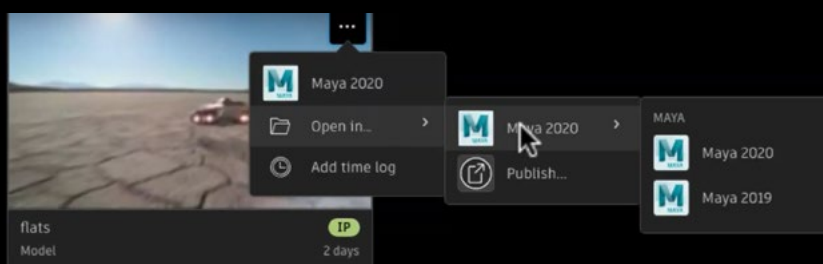 ...
Maya 2020
Open in...
Add time log
Maya 2020
Publish...
MAYA
Maya 2020
Maya 2019
flats
IP
Model
2 days